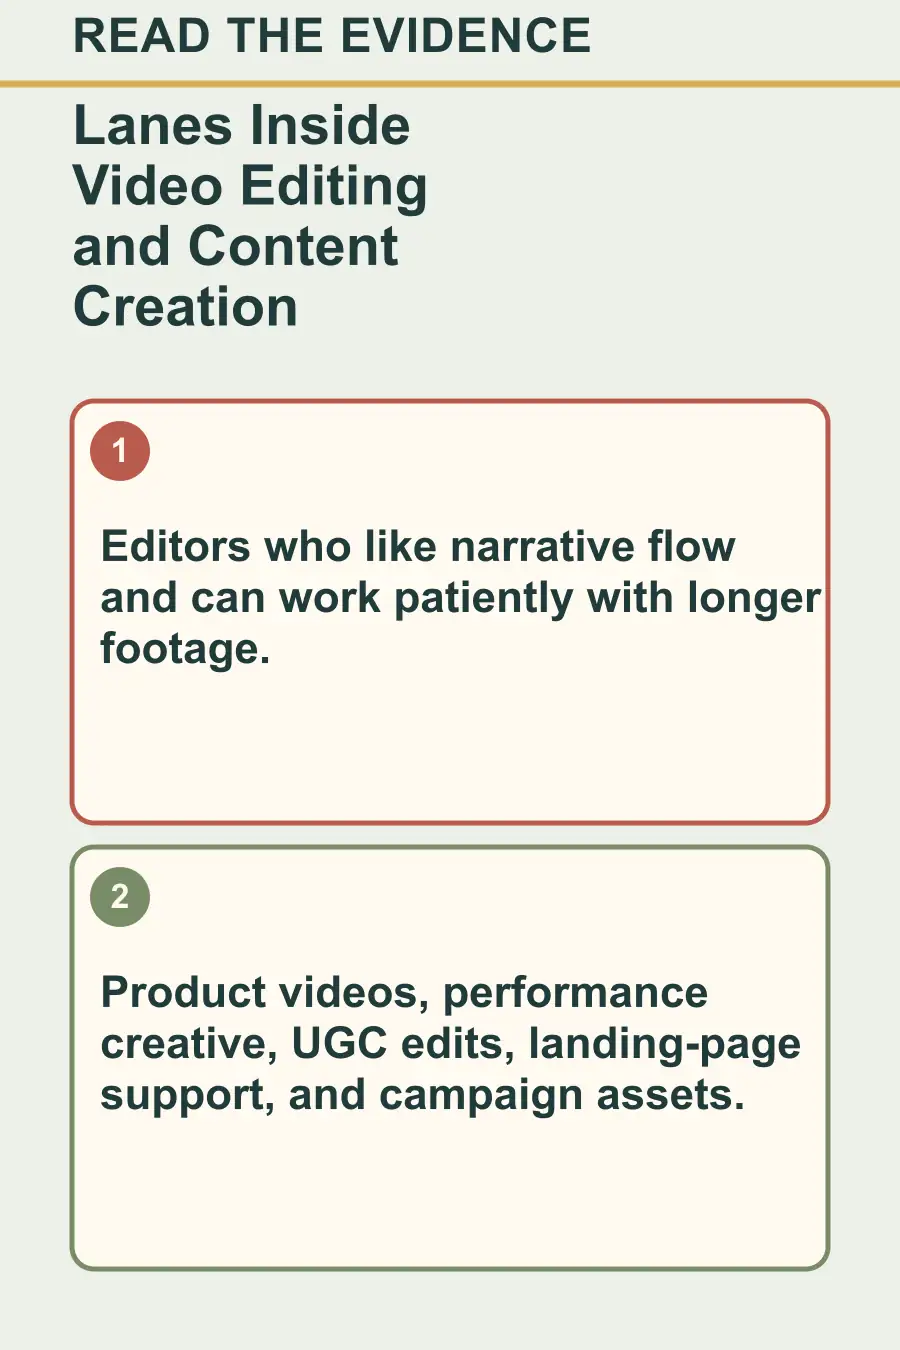 READ THE EVIDENCE
Lanes Inside
Video Editing
and Content
Creation
1
Editors who like narrative flow
and can work patiently with longer
footage.
2
Product videos, performance
creative, UGC edits, landing-page
support, and campaign assets.